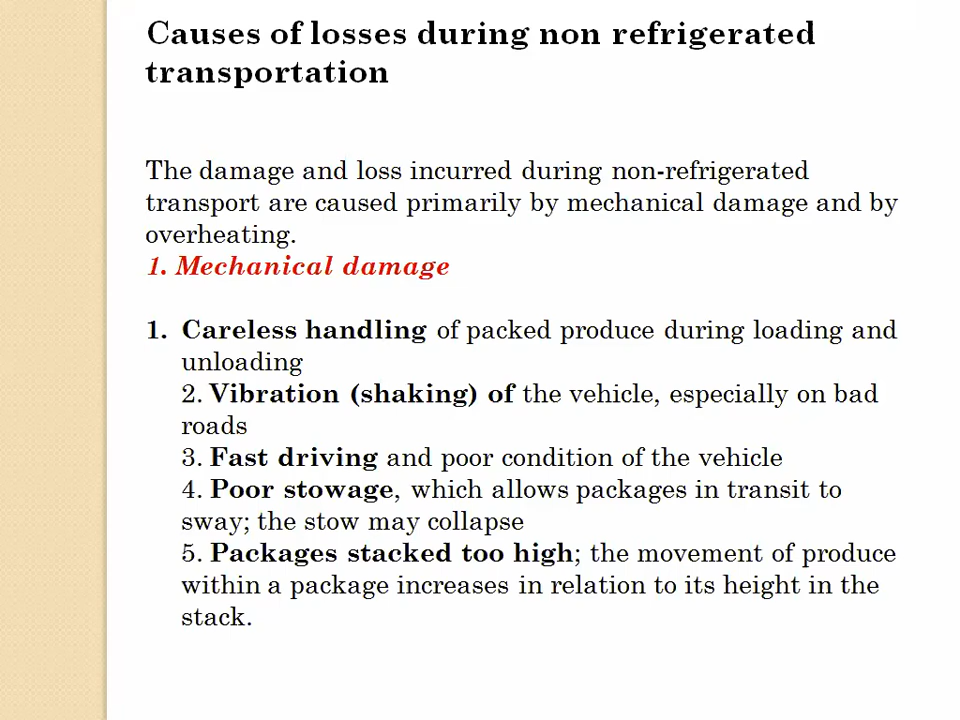 Causes of losses during non refrigerated
transportation
The damage and loss incurred during non-refrigerated
transport are caused primarily by mechanical damage and by
overheating.
1. Mechanical damage
1. Careless handling of packed produce during loading and
unloading
2. Vibration (shaking) of the vehicle, especially on bad
roads
3. Fast driving and poor condition of the vehicle
4. Poor stowage, which allows packages in transit to
sway; the stow may collapse
5. Packages stacked too high; the movement of produce
within a package increases in relation to its height in the
stack.